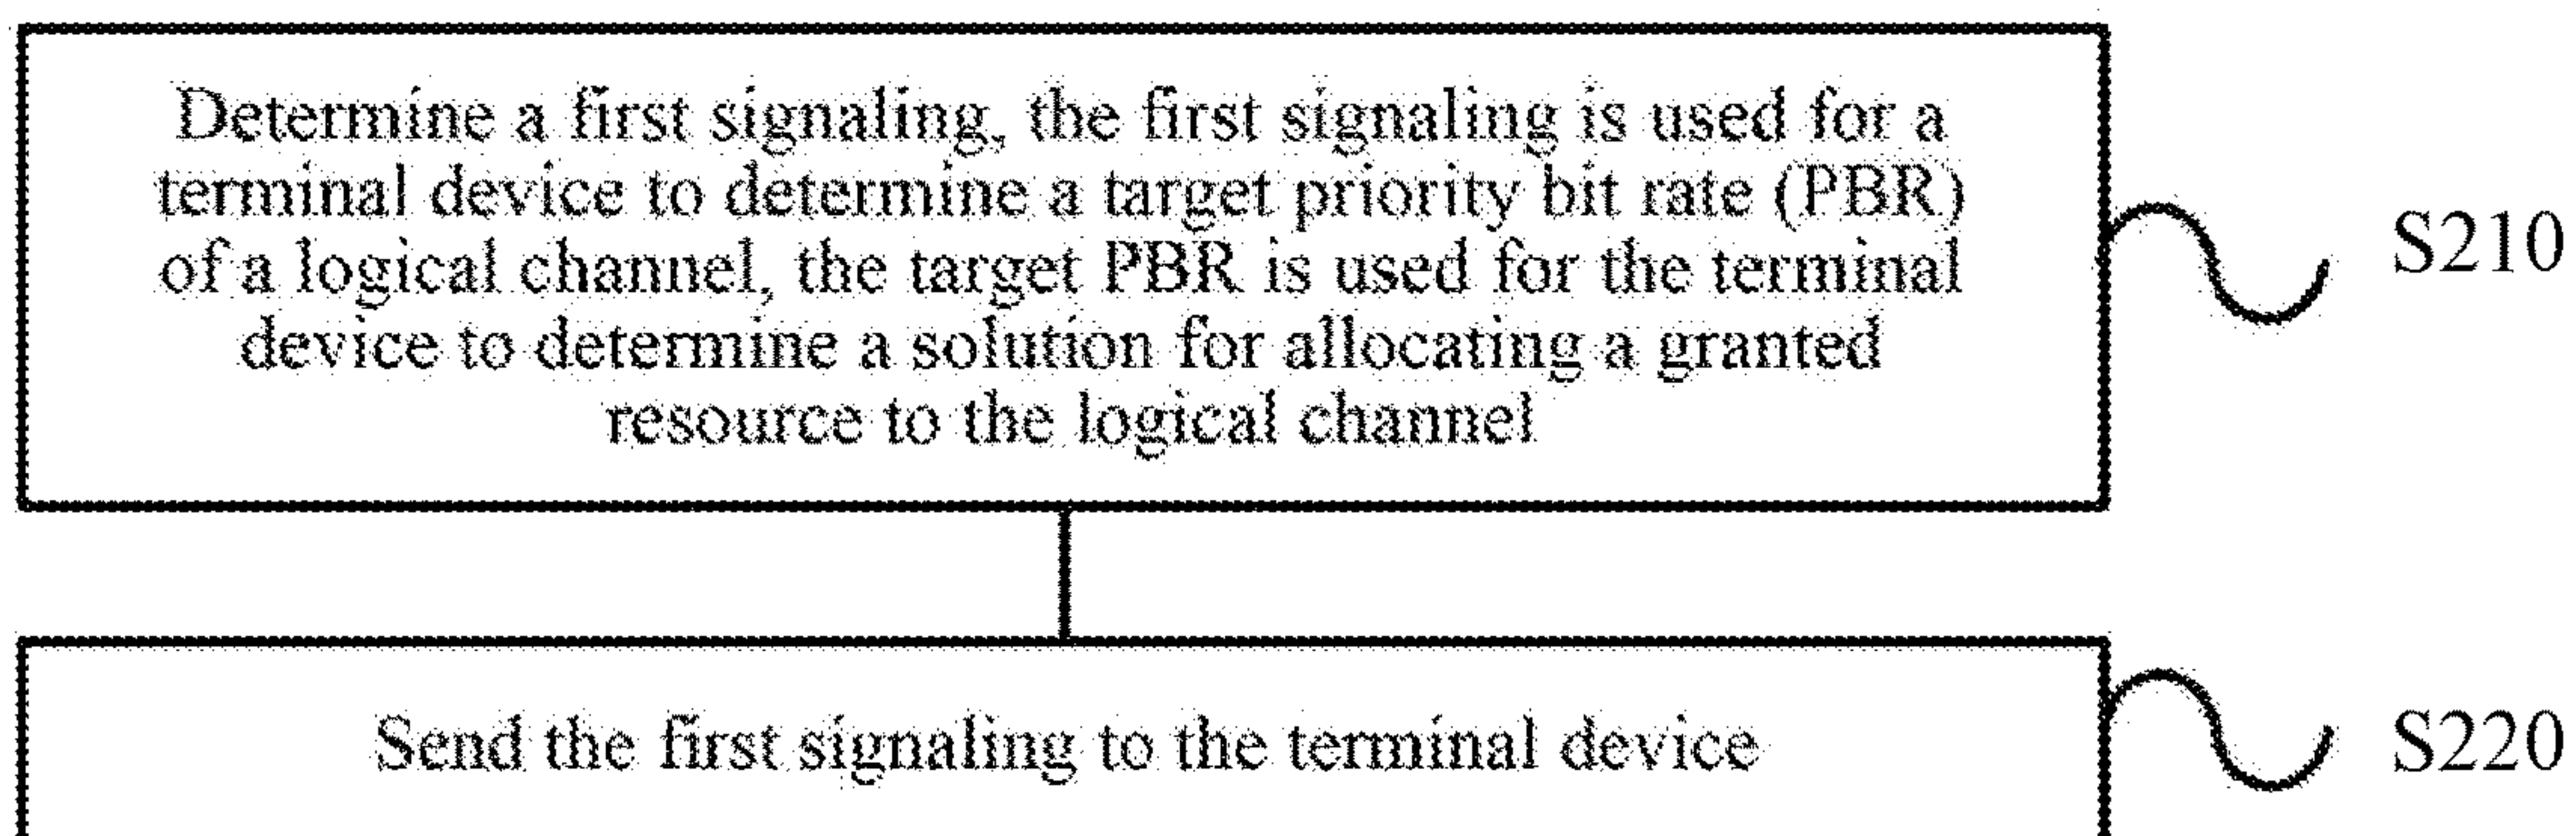 Determine a first signaling, the first signaling is used for a
terminal device to determine a target priority bit rate (PBR)
of a logical channel, the target PBR is used for the terminal
device to determine a solution for allocating a granted
resource to the logical channel
S210
Send the first signaling to the terminal device
S220